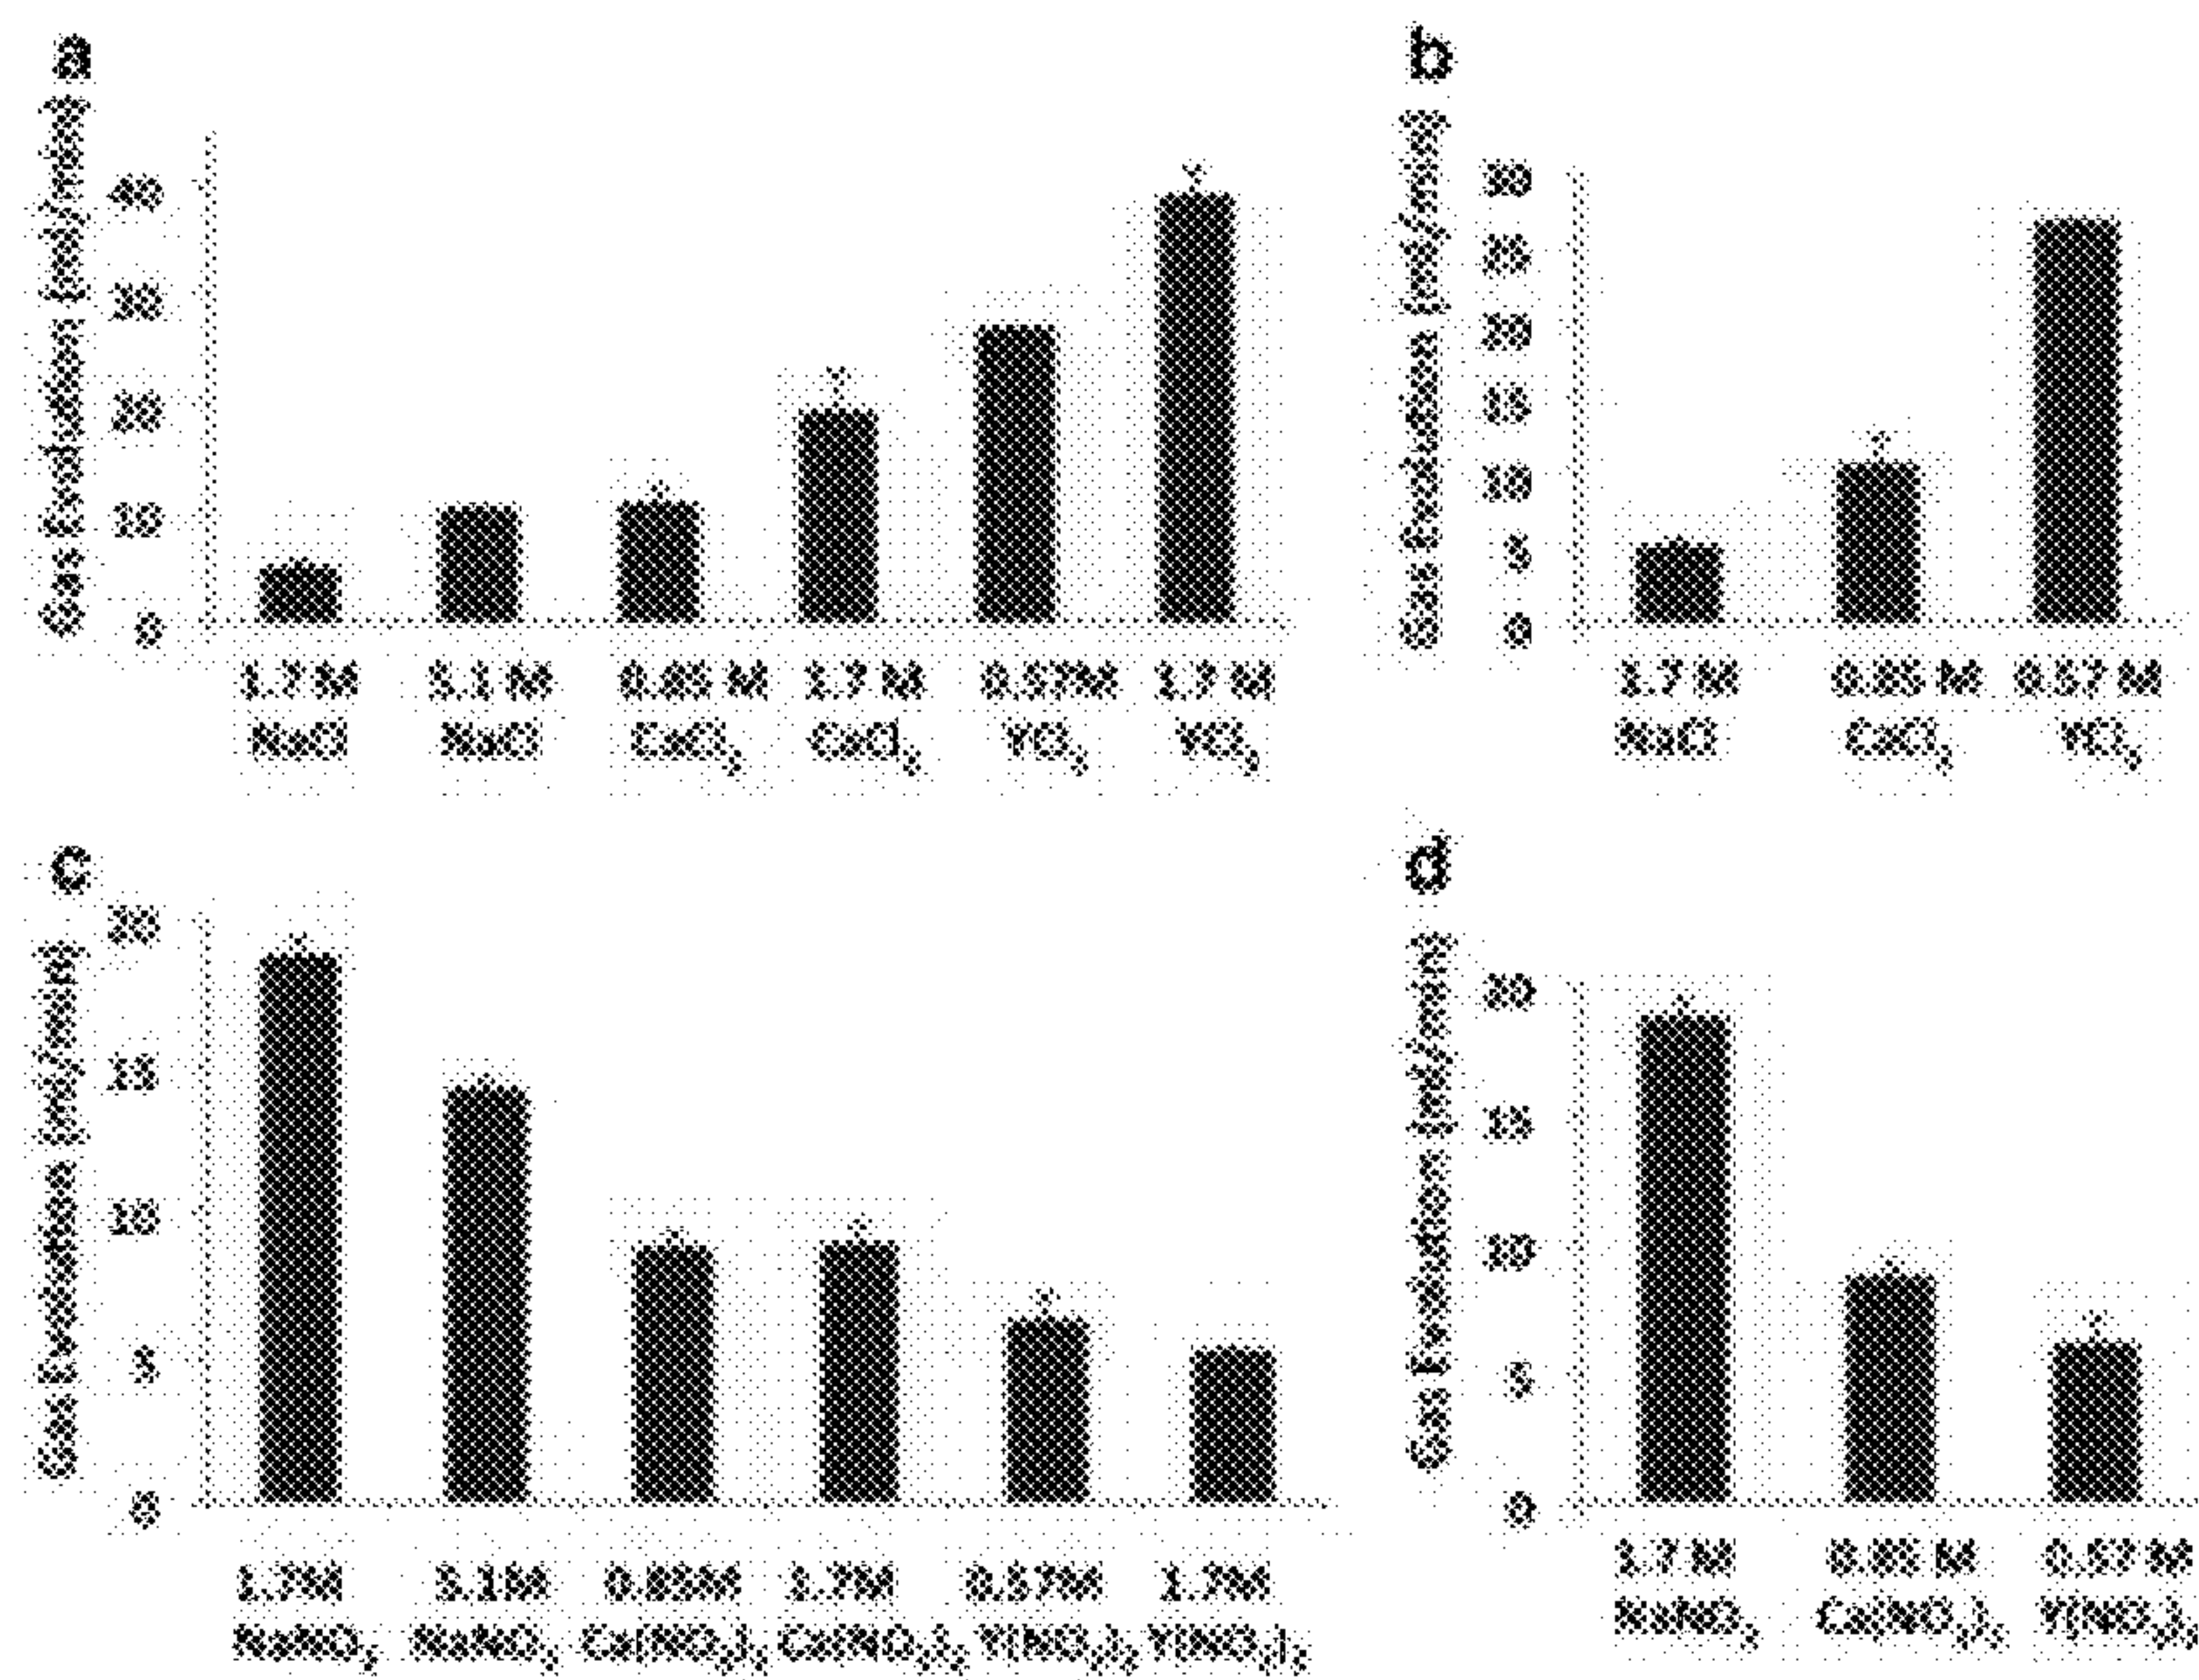 a
Gas Evolution [ml/min]
40
30
20
10
0
1.7 M NaCl
5.1 M NaCl
0.85 M CaCl2
1.7 M CaCl2
0.57M YCl3
1.7 M YCl3
b
Gas Evolution [ml/min]
30
25
20
15
10
5
0
1.7 M NaCl
0.85 M CaCl2
0.57 M YCl3
c
Gas Evolution [ml/min]
20
15
10
5
0
1.7M NaNO3
5.1M NaNO3
0.85M Ca(NO3)2
1.7M Ca(NO3)2
0.57M Y(NO3)3
1.7M Y(NO3)3
d
Gas Evolution [ml/min]
20
15
10
5
0
1.7 M NaNO3
0.85 M Ca(NO3)2
0.57 M Y(NO3)3